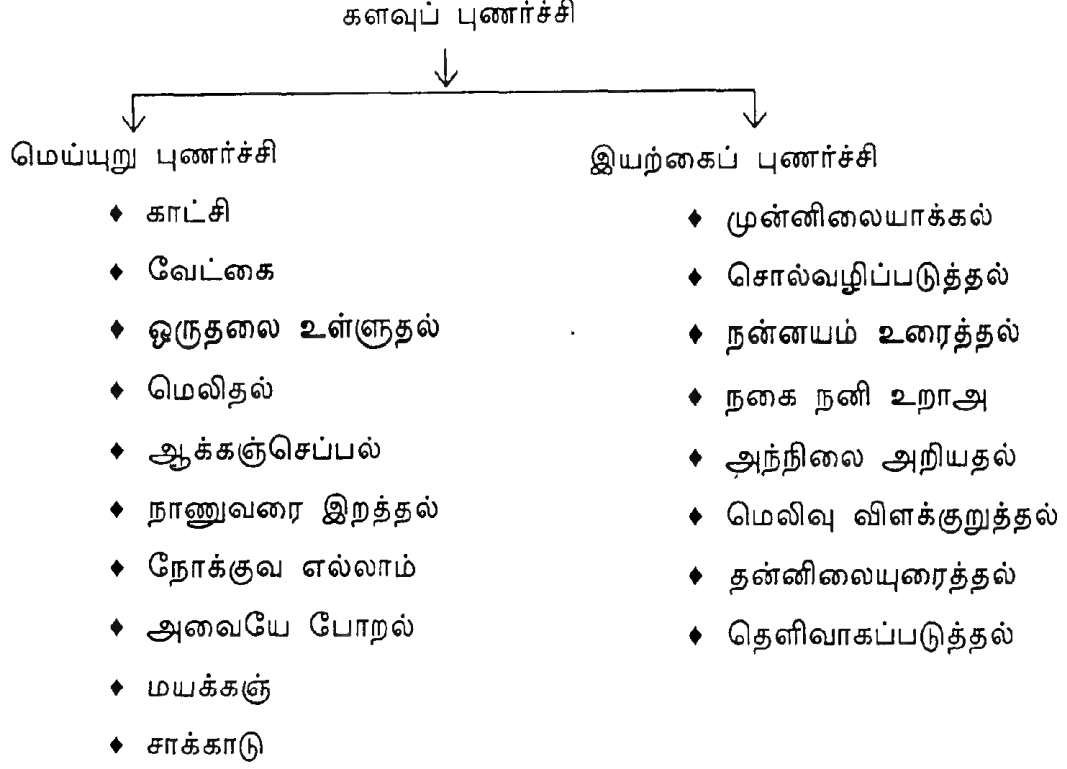 களவுப் புணர்ச்சி
மெய்யுறு புணர்ச்சி
♦ காட்சி
♦ வேட்கை
♦ ஒருதலை உள்ளுதல்
♦ மெலிதல்
♦ ஆக்கஞ்செப்பல்
♦ நாணுவரை இறத்தல்
♦ நோக்குவ எல்லாம்
♦ அவையே போறல்
♦ மயக்கஞ்
♦ சாக்காடு
இயற்கைப் புணர்ச்சி
♦ முன்னிலையாக்கல்
♦ சொல்வழிப்படுத்தல்
♦ நன்னயம் உரைத்தல்
♦ நகை நனி உறாஅ
♦ அந்நிலை அறியதல்
♦ மெலிவு விளக்குறுத்தல்
♦ தன்னிலையுரைத்தல்
♦ தெளிவாகப்படுத்தல்